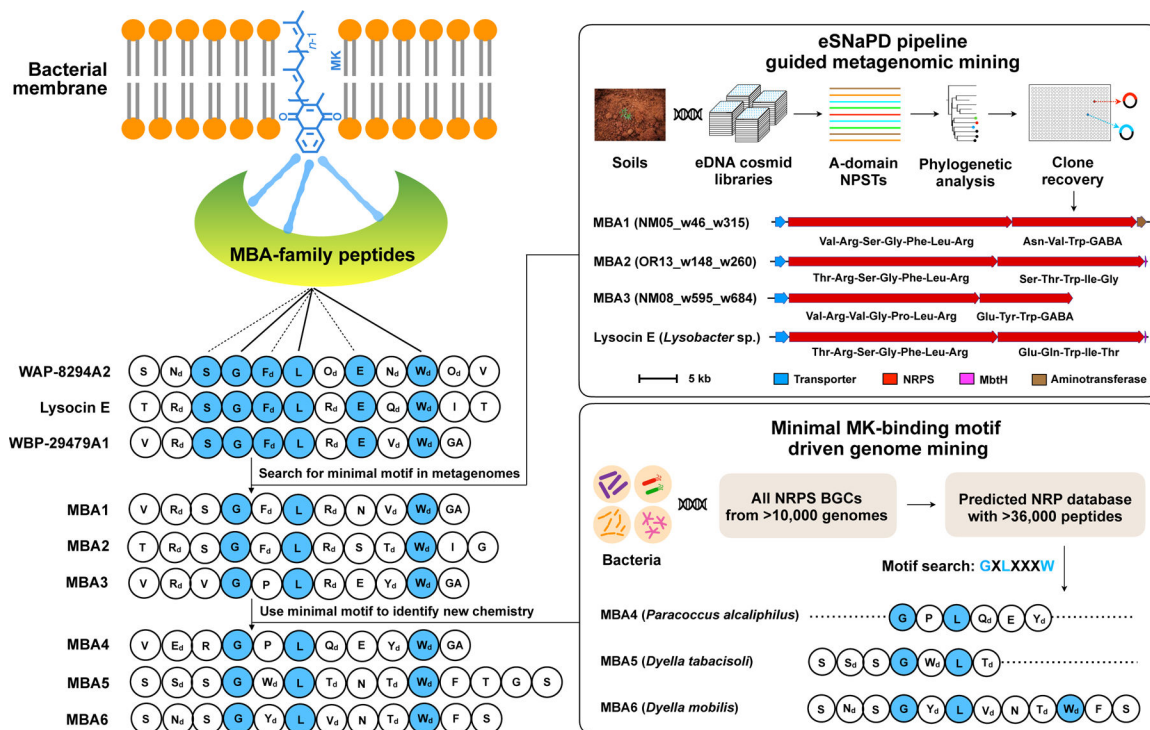 n-1
MK
O
O
Bacterial
membrane
MBA-family peptides
WAP-8294A2
S Nd S G Fd L Od E Nd Wd Od V
Lysocin E
T Rd S G Fd L Rd E Qd Wd I T
WBP-29479A1
V Rd S G Fd L Rd E Vd Wd GA
Search for minimal motif in metagenomes
MBA1
V Rd S G Fd L Rd N Vd Wd GA
MBA2
T Rd S G Fd L Rd S Td Wd I G
MBA3
V Rd V G P L Rd E Yd Wd GA
Use minimal motif to identify new chemistry
MBA4
V Ed R G P L Qd E Yd Wd GA
MBA5
S Sd S G Wd L Td N Td Wd F T G S
MBA6
S Nd S G Yd L Vd N Td Wd F S
eSNaPD pipeline
guided metagenomic mining
Soils
eDNA cosmid
libraries
A-domain
NPSTs
Phylogenetic
analysis
Clone
recovery
MBA1 (NM05_w46_w315)
Val-Arg-Ser-Gly-Phe-Leu-Arg
Asn-Val-Trp-GABA
MBA2 (OR13_w148_w260)
Thr-Arg-Ser-Gly-Phe-Leu-Arg
Ser-Thr-Trp-Ile-Gly
MBA3 (NM08_w595_w684)
Val-Arg-Val-Gly-Pro-Leu-Arg
Glu-Tyr-Trp-GABA
Lysocin E (Lysobacter sp.)
Thr-Arg-Ser-Gly-Phe-Leu-Arg
Glu-Gln-Trp-Ile-Thr
5 kb
Transporter
NRPS
MbtH
Aminotransferase
Minimal MK-binding motif
driven genome mining
Bacteria
All NRPS BGCs
from >10,000 genomes
Predicted NRP database
with >36,000 peptides
Motif search: GXLXXXW
MBA4 (Paracoccus alcaliphilus)
G P L Qd E Yd
MBA5 (Dyella tabacisoli)
S Sd S G Wd L Td
MBA6 (Dyella mobilis)
S Nd S G Yd L Vd N Td Wd F S